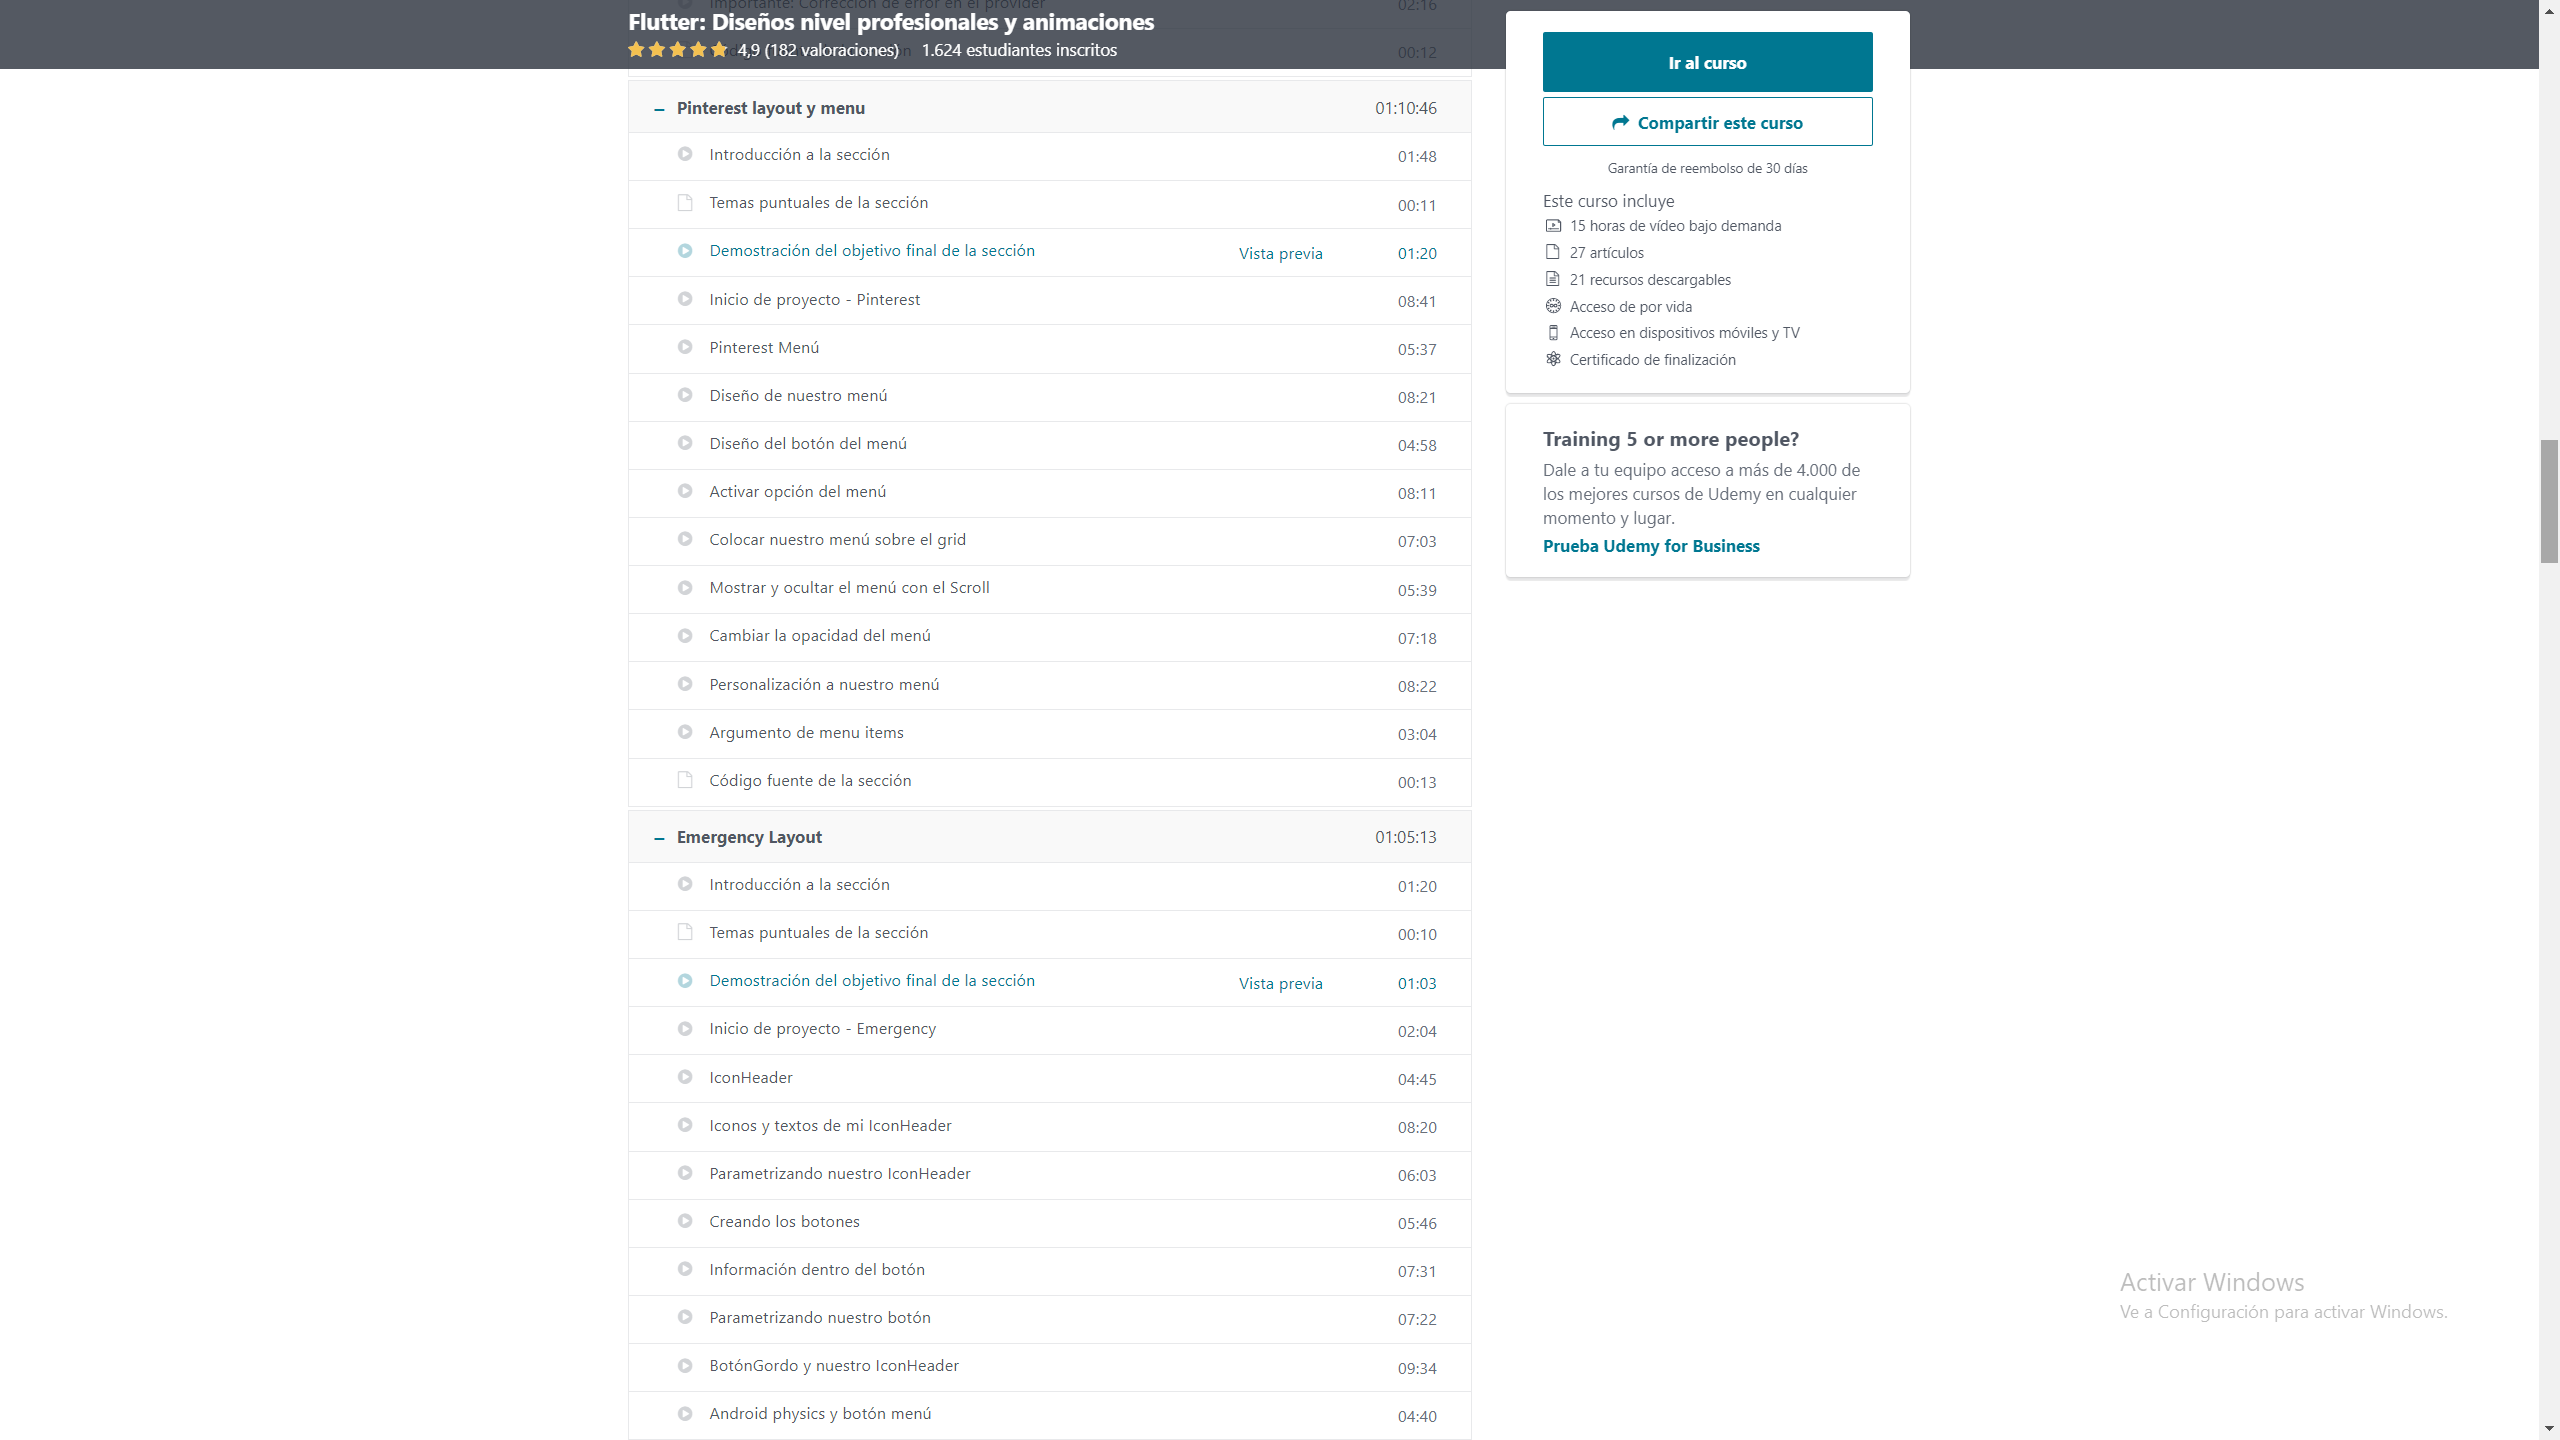 Importante: Corrección de error en el provider 02:16
Flutter: Diseños nivel profesionales y animaciones
4,9 (182 valoraciones) 1.624 estudiantes inscritos
00:12
Pinterest layout y menu 01:10:46
Introducción a la sección 01:48
Temas puntuales de la sección 00:11
Demostración del objetivo final de la sección Vista previa 01:20
Inicio de proyecto - Pinterest 08:41
Pinterest Menú 05:37
Diseño de nuestro menú 08:21
Diseño del botón del menú 04:58
Activar opción del menú 08:11
Colocar nuestro menú sobre el grid 07:03
Mostrar y ocultar el menú con el Scroll 05:39
Cambiar la opacidad del menú 07:18
Personalización a nuestro menú 08:22
Argumento de menu items 03:04
Código fuente de la sección 00:13
Emergency Layout 01:05:13
Introducción a la sección 01:20
Temas puntuales de la sección 00:10
Demostración del objetivo final de la sección Vista previa 01:03
Inicio de proyecto - Emergency 02:04
IconHeader 04:45
Iconos y textos de mi IconHeader 08:20
Parametrizando nuestro IconHeader 06:03
Creando los botones 05:46
Información dentro del botón 07:31
Parametrizando nuestro botón 07:22
BotónGordo y nuestro IconHeader 09:34
Android physics y botón menú 04:40
Ir al curso
Compartir este curso
Garantía de reembolso de 30 días
Este curso incluye
15 horas de vídeo bajo demanda
27 artículos
21 recursos descargables
Acceso de por vida
Acceso en dispositivos móviles y TV
Certificado de finalización
Training 5 or more people?
Dale a tu equipo acceso a más de 4.000 de
los mejores cursos de Udemy en cualquier
momento y lugar.
Prueba Udemy for Business
Activar Windows
Ve a Configuración para activar Windows.